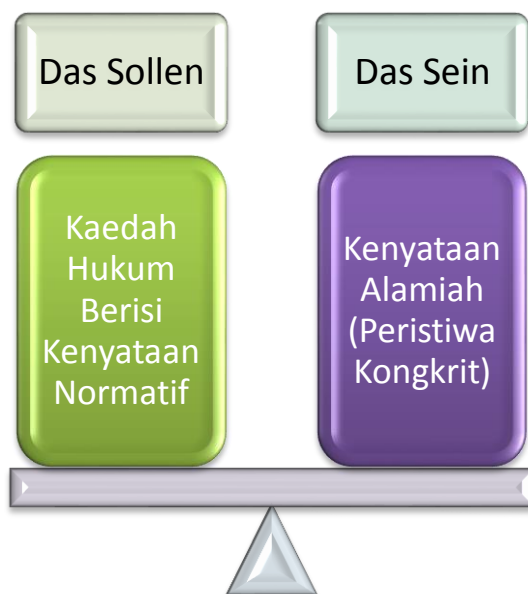 Das Sollen
Das Sein
Kaedah
Hukum
Berisi
Kenyataan
Normatif
Kenyataan
Alamiah
(Peristiwa
Kongkrit)